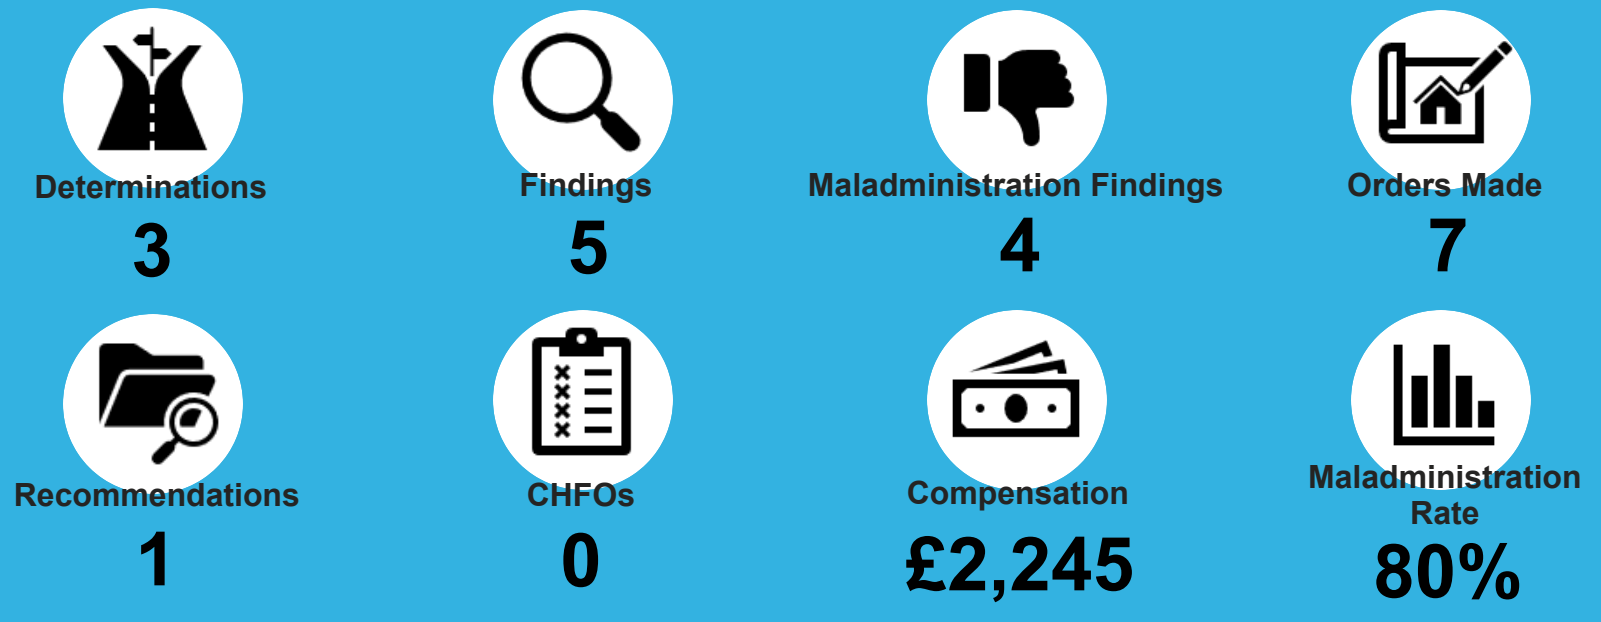 Determinations
3
Findings
5
Maladministration Findings
4
Orders Made
7
Recommendations
1
CHFOs
0
Compensation
£2,245
Maladministration
Rate
80%